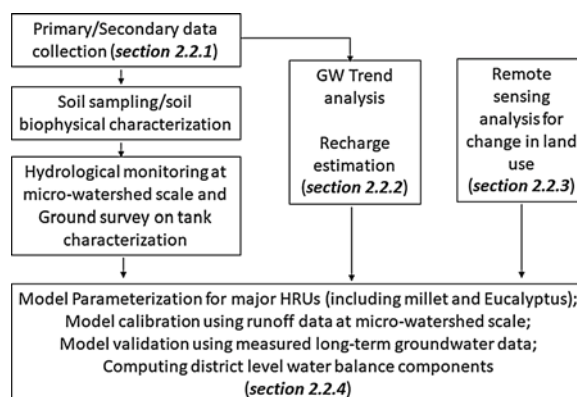 Primary/Secondary data
collection (section 2.2.1)
Soil sampling/soil
biophysical characterization
Hydrological monitoring at
micro-watershed scale and
Ground survey on tank
characterization
GW Trend
analysis
Recharge
estimation
(section 2.2.2)
Remote
sensing
analysis for
change in land
use
(section 2.2.3)
Model Parameterization for major HRUs (including millet and Eucalyptus);
Model calibration using runoff data at micro-watershed scale;
Model validation using measured long-term groundwater data;
Computing district level water balance components
(section 2.2.4)